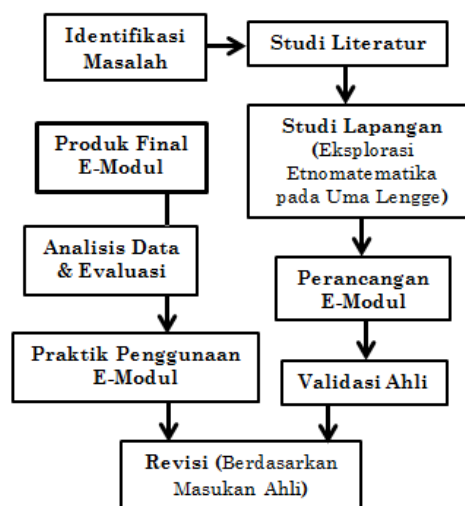 Identifikasi
Masalah
Studi Literatur
Studi Lapangan
(Eksplorasi
Etnomatematika
pada Uma Lengge)
Produk Final
E-Modul
Analisis Data
& Evaluasi
Perancangan
E-Modul
Praktik Penggunaan
E-Modul
Validasi Ahli
Revisi (Berdasarkan
Masukan Ahli)